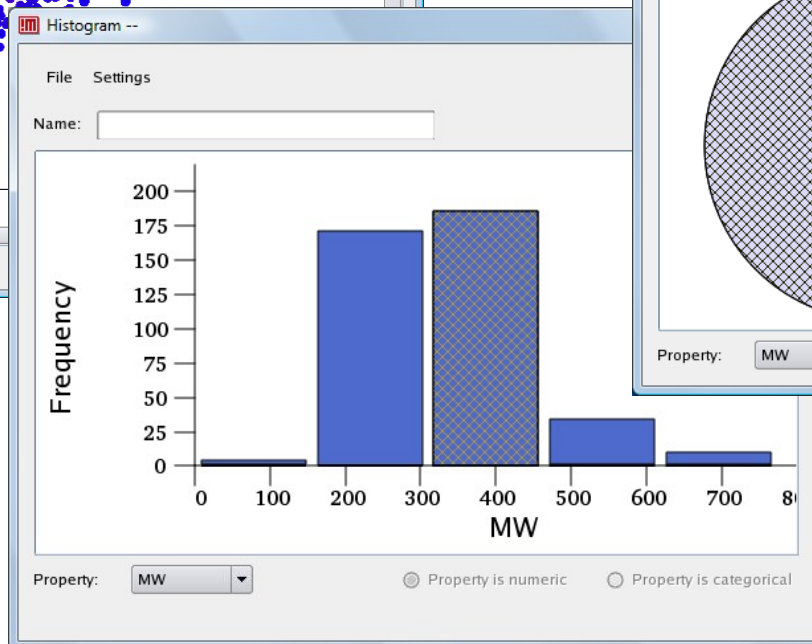 Histogram --
File Settings
Name:
200
175
150
125
100
75
50
25
0
Frequency
0 100 200 300 400 500 600 700
MW
Property: MW
Property is numeric Property is categorical
Property: MW